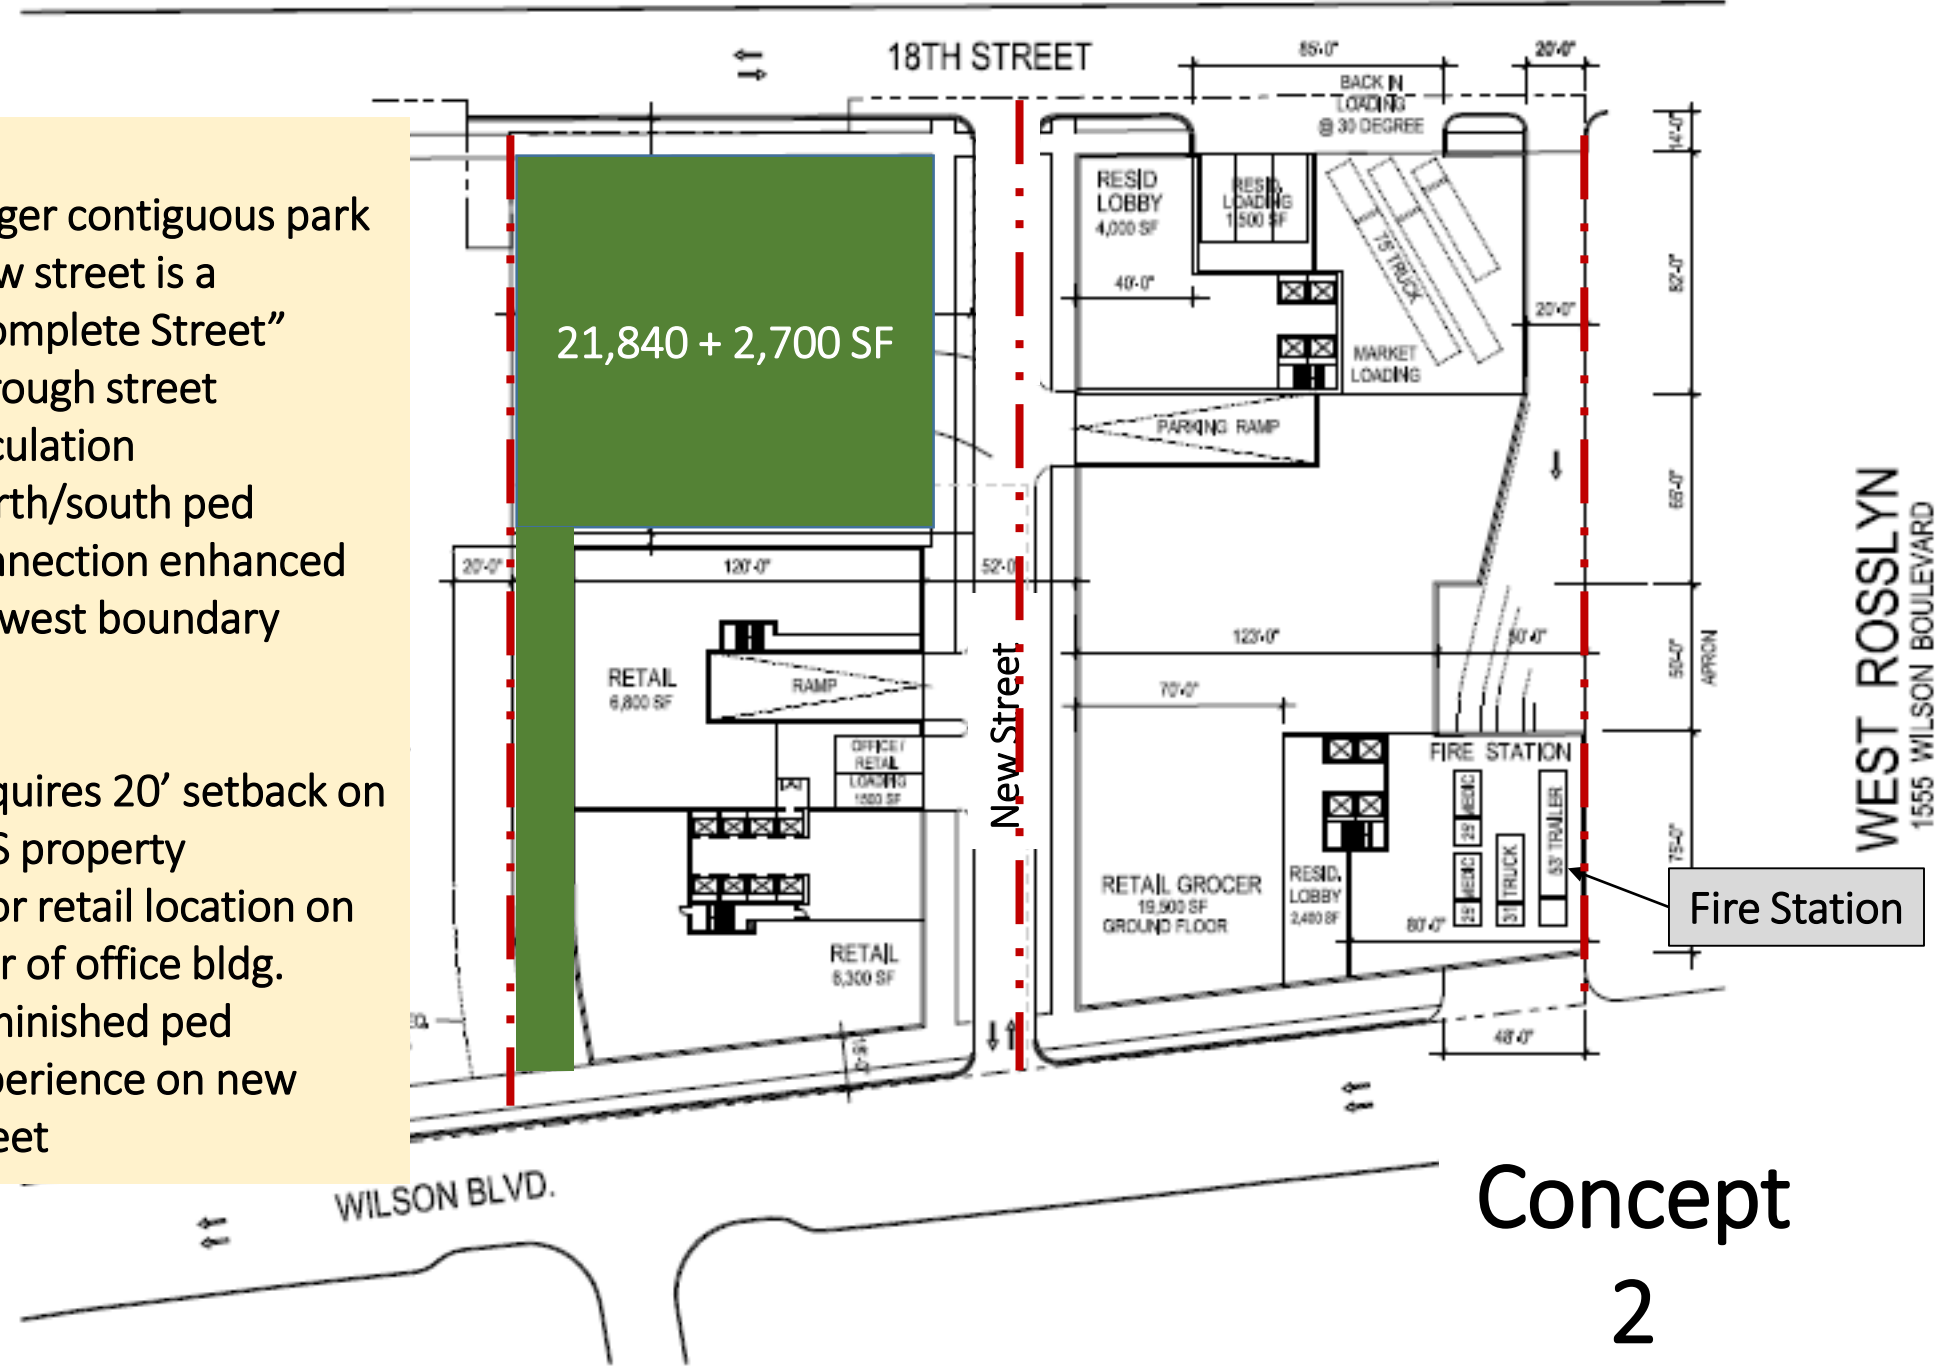 18TH STREET
85'-0"
20'-0"
BACK IN
LOADING
@ 30 DEGREE
14'-0"
ger contiguous park
w street is a
omplete Street”
rough street
culation
rth/south ped
nnection enhanced
west boundary
quires 20’ setback on
S property
or retail location on
r of office bldg.
minished ped
perience on new
eet
21,840 + 2,700 SF
RESID
LOBBY
4,000 SF
RESID.
LOADING
1,500 SF
75' TRUCK
40'-0"
82'-0"
20'-0"
MARKET
LOADING
PARKING RAMP
65'-0"
20'-0"
120'-0"
52'-0
123'-0"
50'-0"
50'-0"
APRON
RETAIL
6,800 SF
RAMP
70'-0"
New Street
OFFICE /
RETAIL
LOADING
1500 SF
FIRE STATION
28' MEDIC
28' MEDIC
31' TRUCK
53' TRAILER
75'-0"
RETAIL GROCER
19,500 SF
GROUND FLOOR
RESID.
LOBBY
2,400 SF
80'-0"
Fire Station
RETAIL
6,300 SF
48'-0"
WEST ROSSLYN
1555 WILSON BOULEVARD
WILSON BLVD.
Concept
2